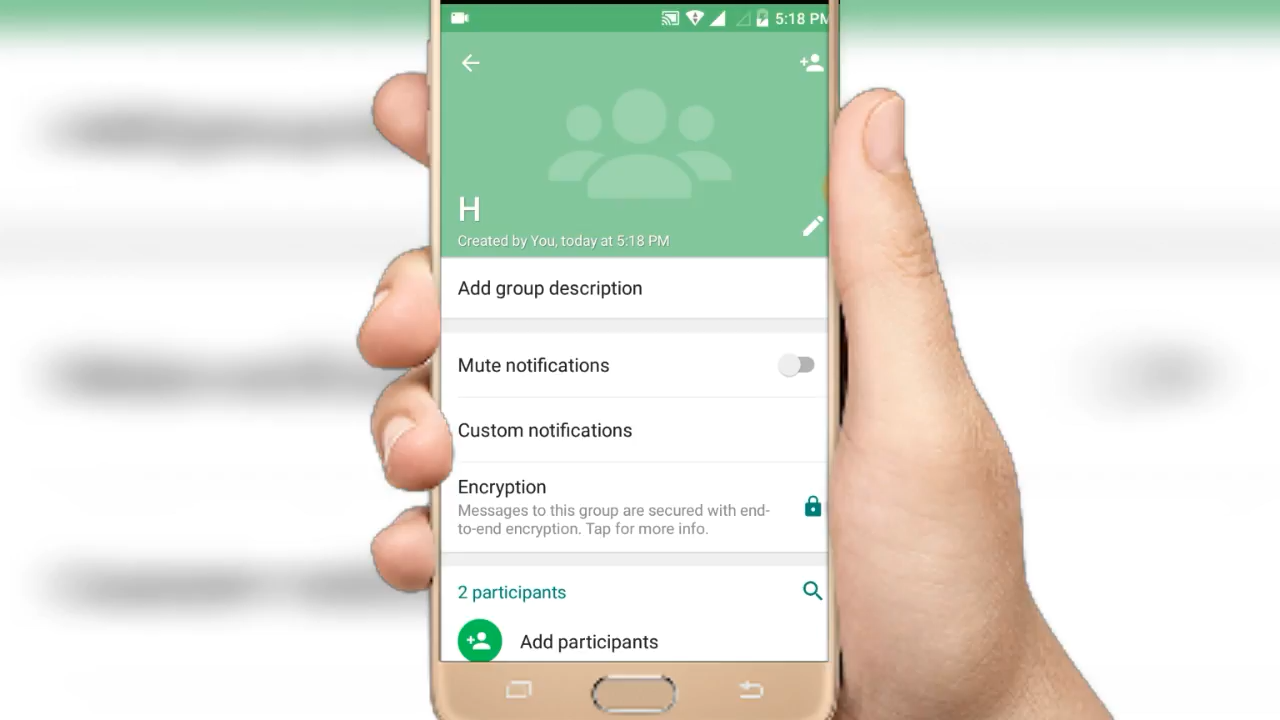 5:18 PM
H
Created by You, today at 5:18 PM
Add group description
Mute notifications
Custom notifications
Encryption
Messages to this group are secured with end-
to-end encryption. Tap for more info.
2 participants
Add participants